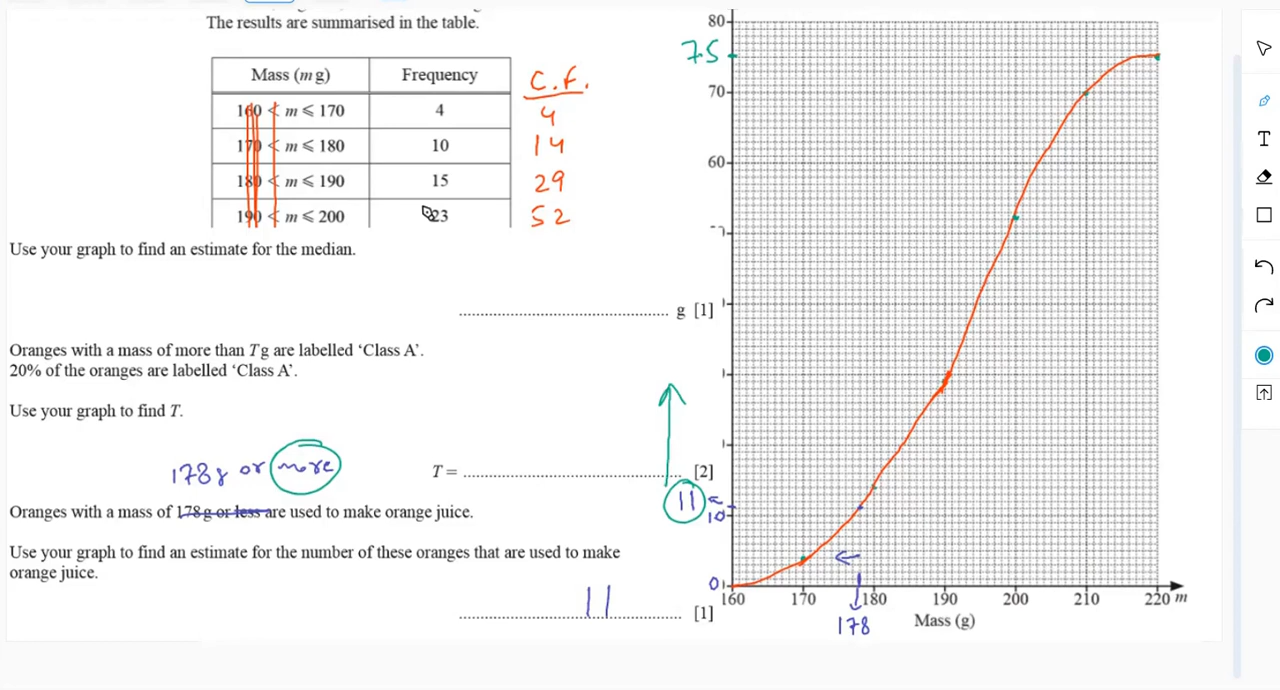 The results are summarised in the table.
Mass (m g) Frequency C.F.
160 < m ⩽ 170 4 4
170 < m ⩽ 180 10 14
180 < m ⩽ 190 15 29
190 < m ⩽ 200 23 52
Use your graph to find an estimate for the median.
g [1]
Oranges with a mass of more than T g are labelled ‘Class A’.
20% of the oranges are labelled ‘Class A’.
Use your graph to find T.
178g or more
T = [2]
Oranges with a mass of 178 g or less are used to make orange juice.
Use your graph to find an estimate for the number of these oranges that are used to make
orange juice.
11 [1]
80
75
70
60
11
10
0
160 170 180 190 200 210 220 m
178
Mass (g)
T